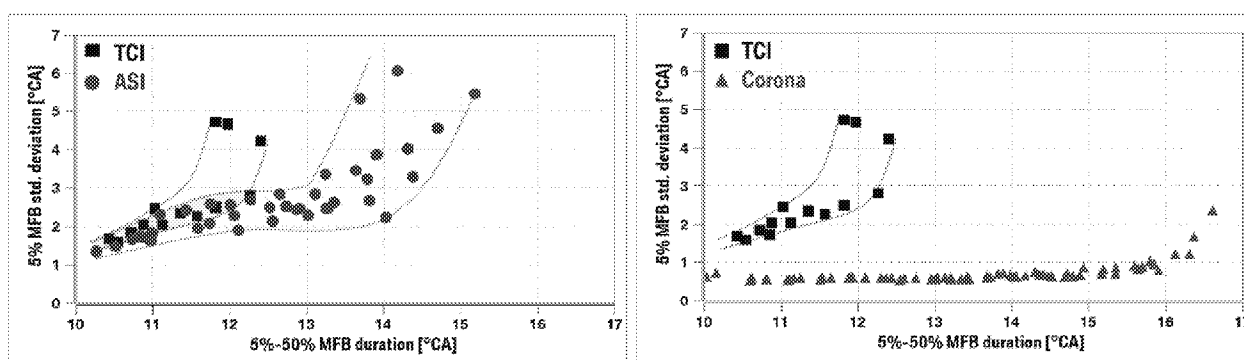 7
TCI
6
ASI
5
4
3
2
1
0
5% MFB std. deviation [°CA]
10 11 12 13 14 15 16 17
5%-50% MFB duration [°CA]
7
TCI
6
Corona
5
4
3
2
1
0
5% MFB std. deviation [°CA]
10 11 12 13 14 15 16 17
5%-50% MFB duration [°CA]